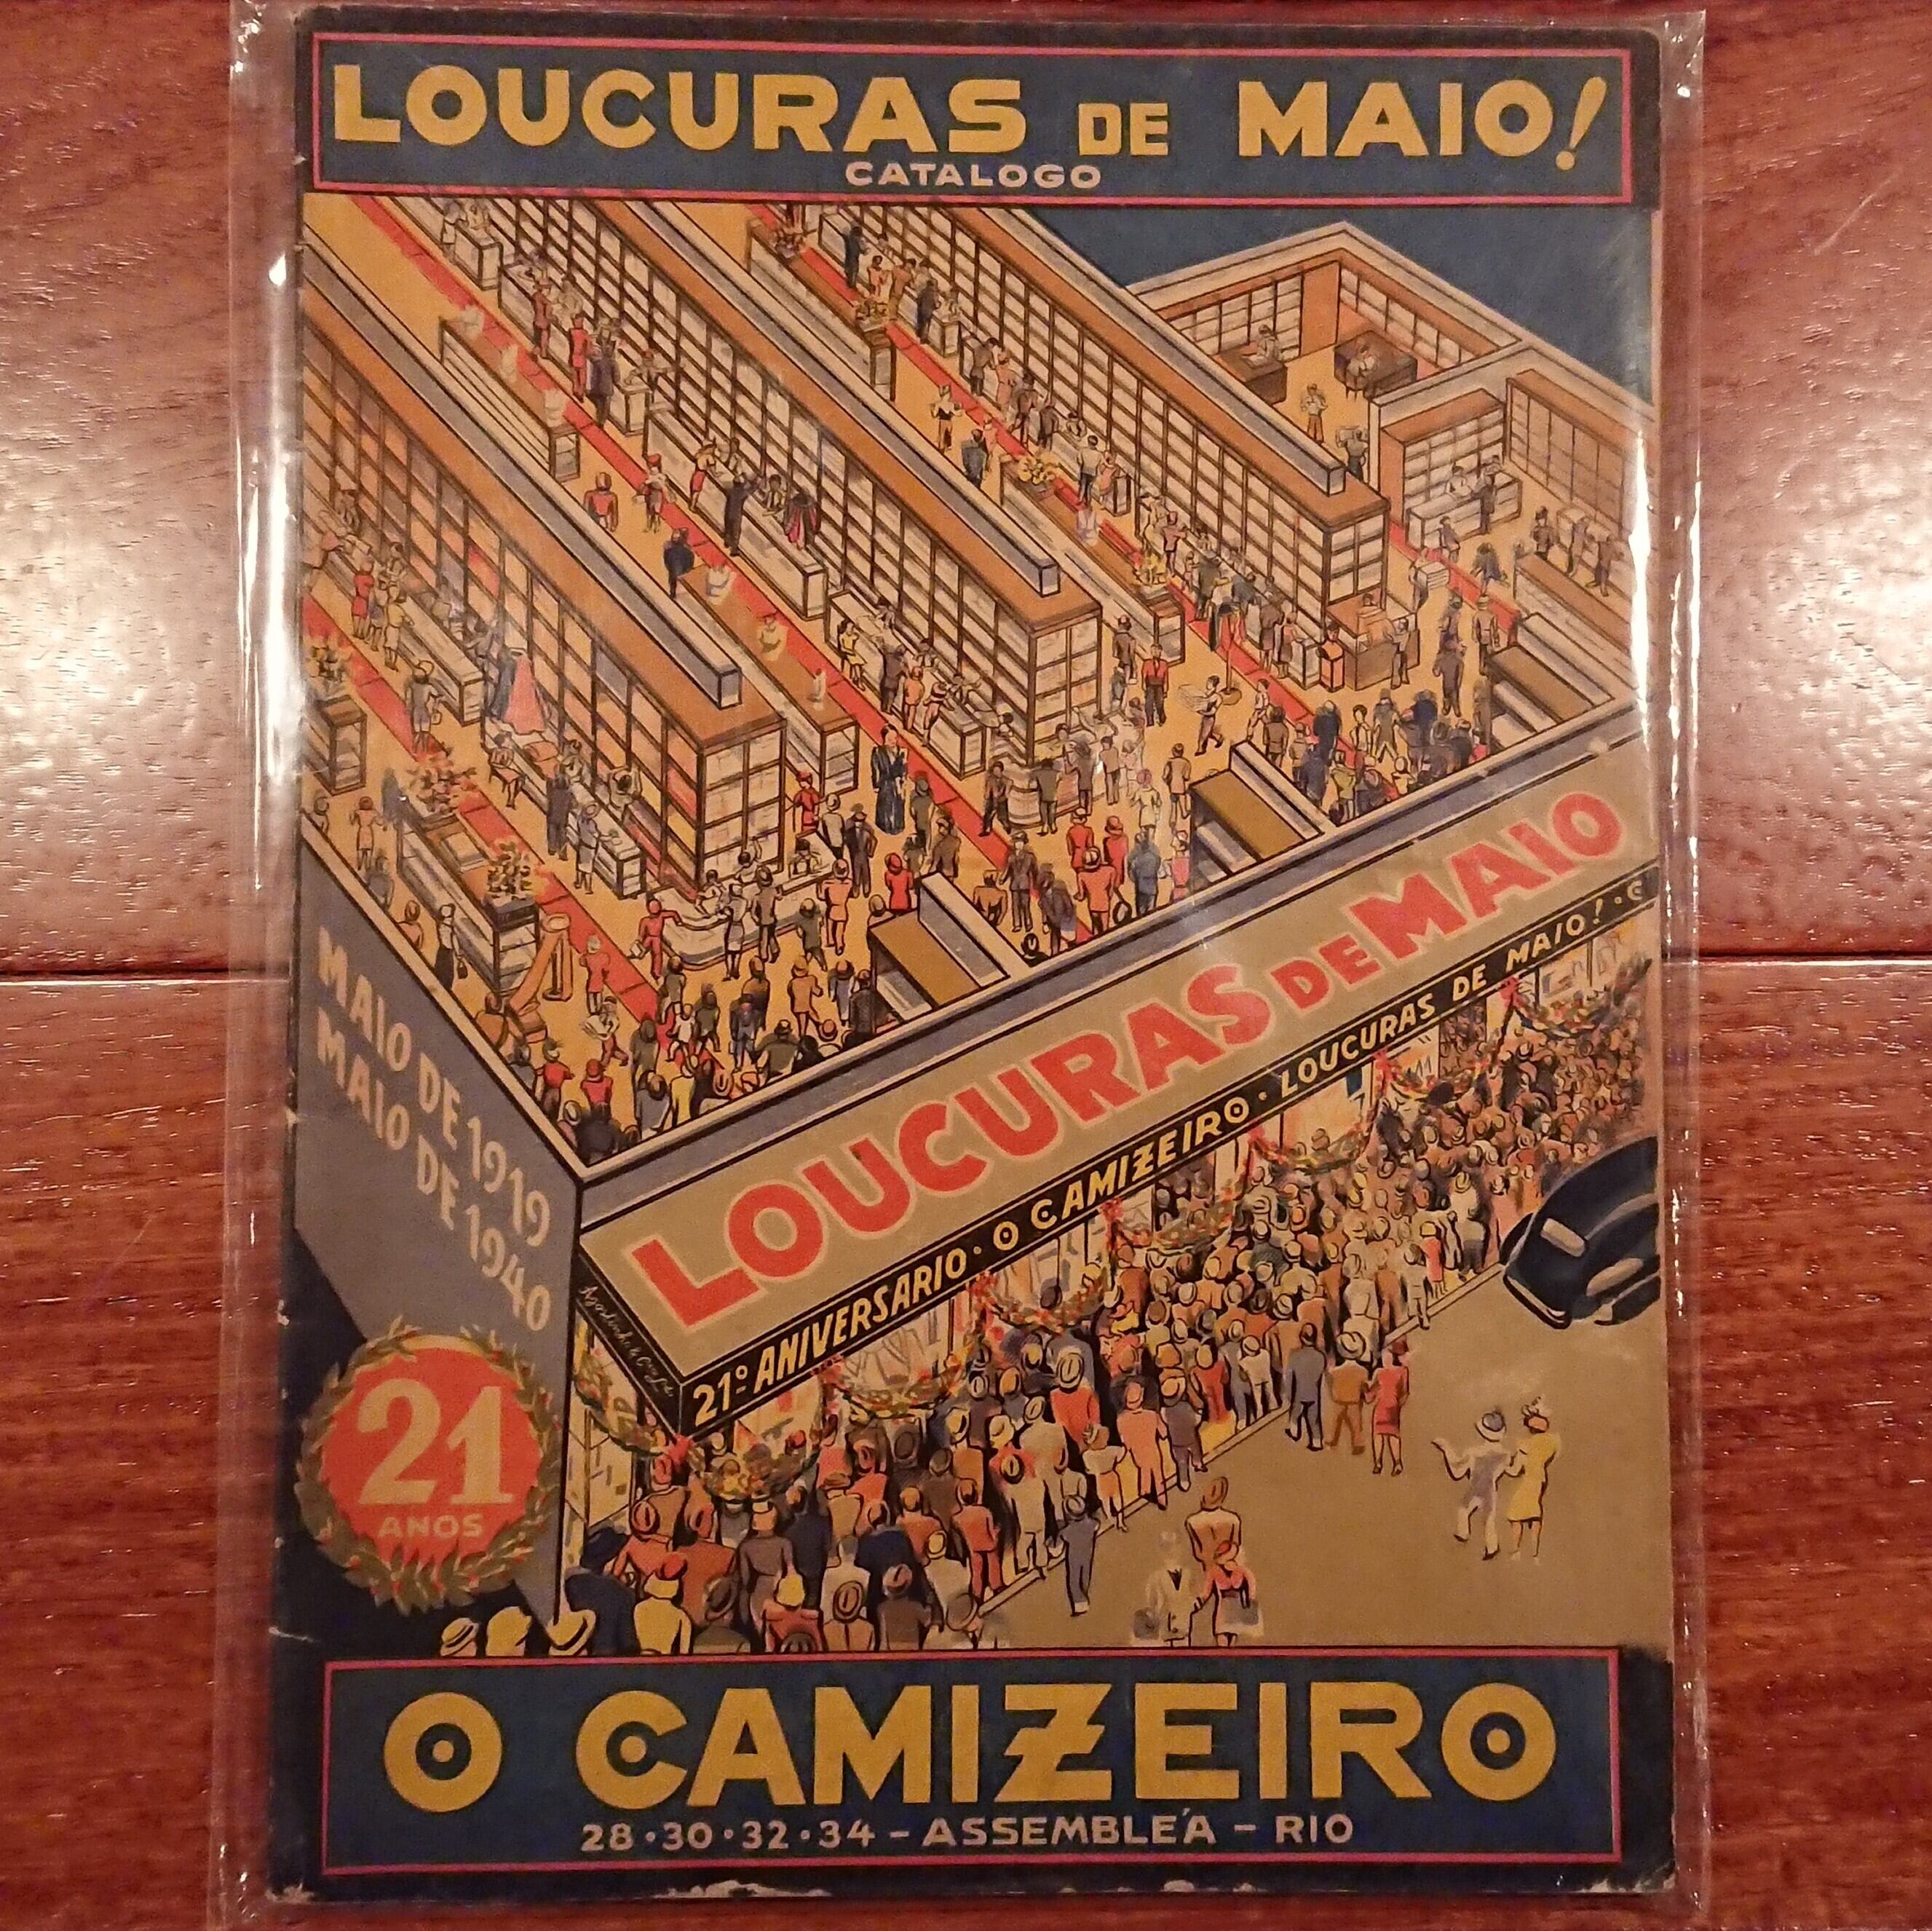 LOUCURAS DE MAIO!
CATALOGO
MAIO DE 1919
MAIO DE 1940
LOUCURAS DE MAIO
21º ANIVERSARIO · O CAMIZEIRO · LOUCURAS DE MAIO! · C
21
ANOS
O CAMIZEIRO
28 · 30 · 32 · 34 – ASSEMBLE'A – RIO